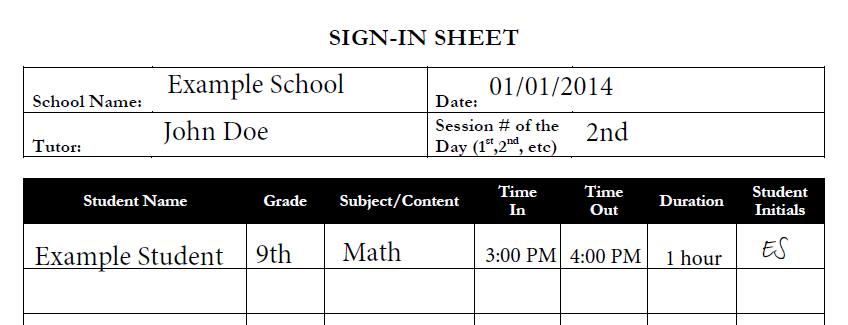 SIGN-IN SHEET
School Name: Example School
Date: 01/01/2014
Tutor: John Doe
Session # of the
Day (1st,2nd, etc) 2nd
Student Name Grade Subject/Content Time In Time Out Duration Student Initials
Example Student 9th Math 3:00 PM 4:00 PM 1 hour ES